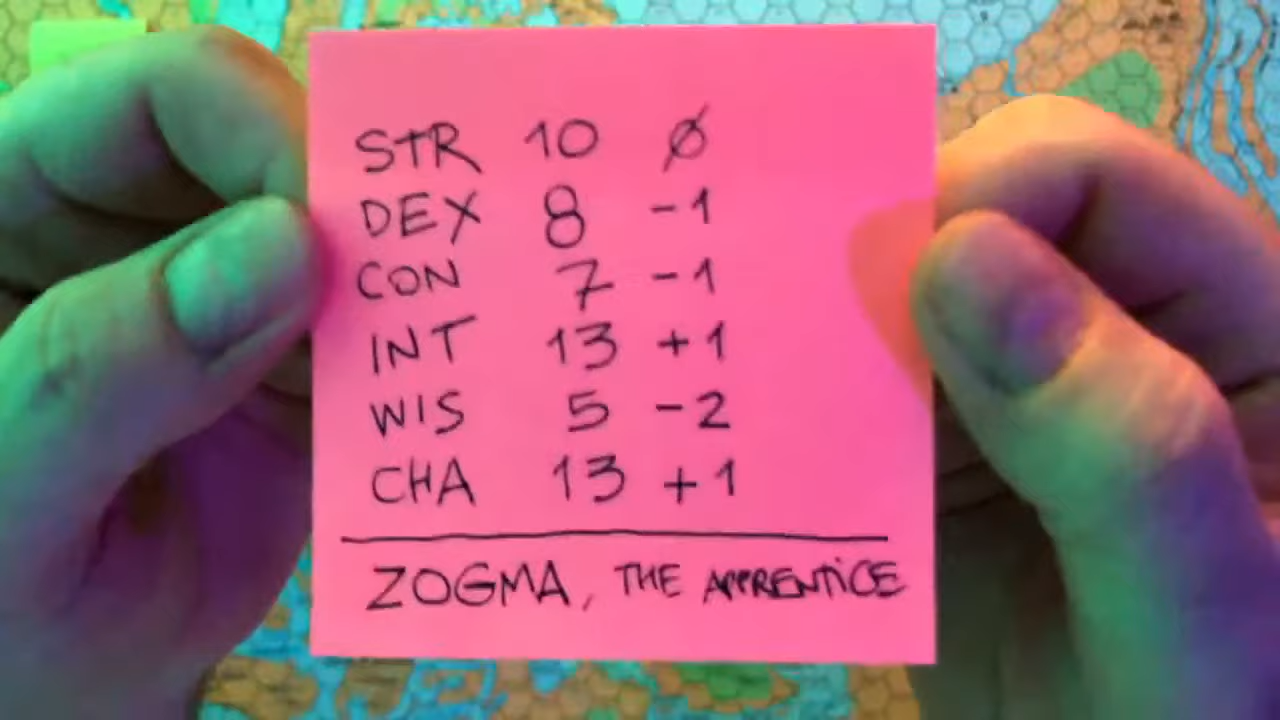 STR 10 Ø
DEX 8 -1
CON 7 -1
INT 13 +1
WIS 5 -2
CHA 13 +1
ZOGMA, THE APPRENTICE